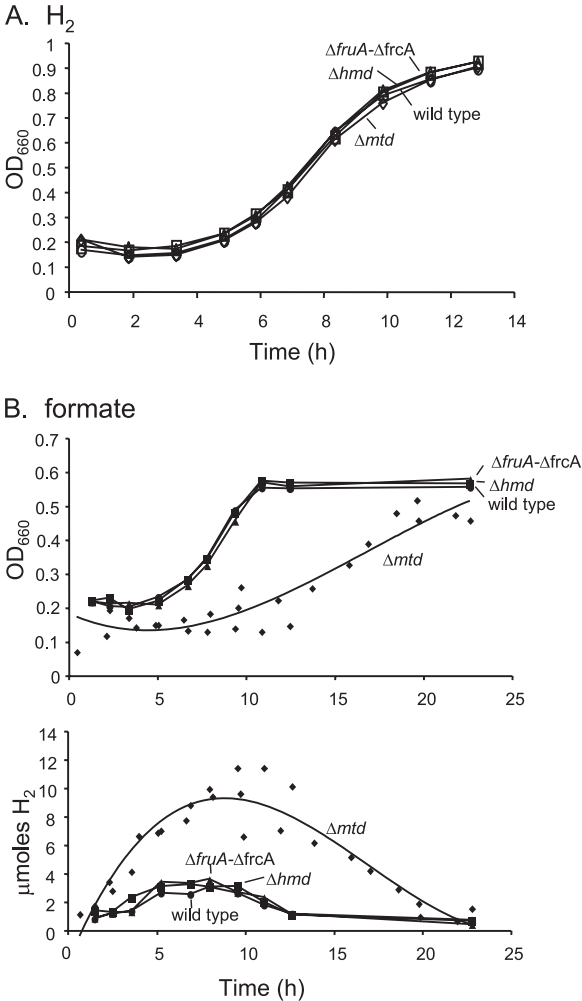 A. H2
1
0.9
0.8
0.7
0.6
0.5
0.4
0.3
0.2
0.1
0
OD660
ΔfruA-ΔfrcA
Δhmd
wild type
Δmtd
0 2 4 6 8 10 12 14
Time (h)
B. formate
0.7
0.6
0.5
0.4
0.3
0.2
0.1
0
OD660
ΔfruA-ΔfrcA
Δhmd
wild type
Δmtd
0 5 10 15 20 25
14
12
10
8
6
4
2
0
μmoles H2
Δmtd
ΔfruA-ΔfrcA
Δhmd
wild type
0 5 10 15 20 25
Time (h)